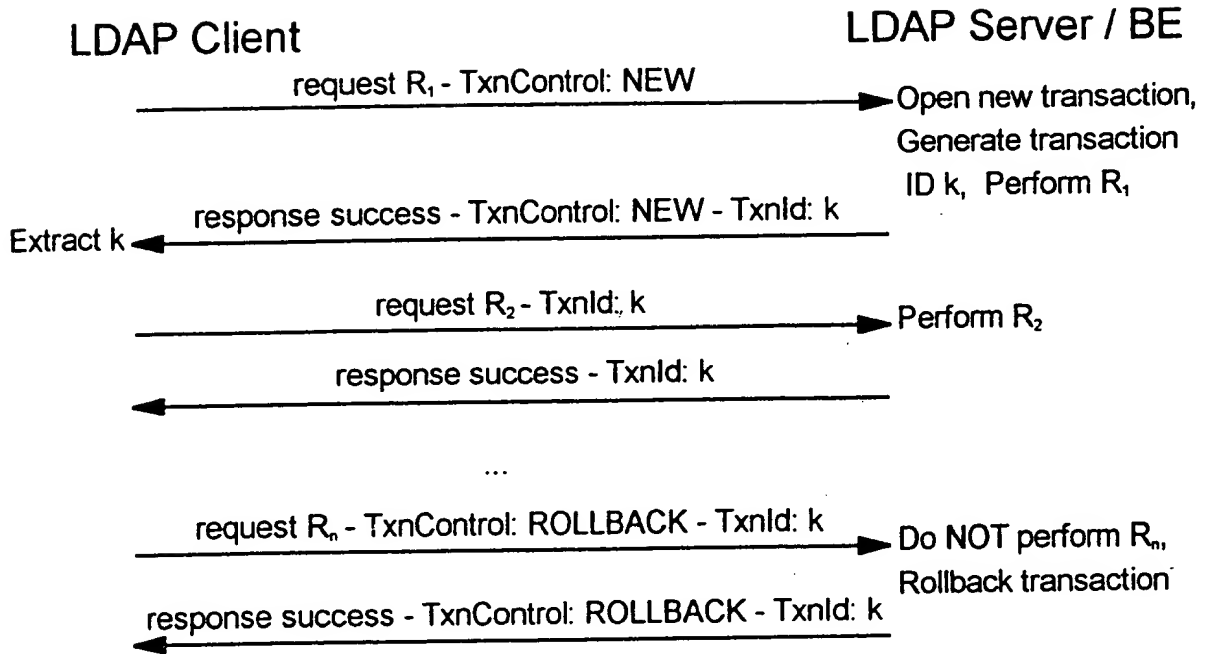 LDAP Client
LDAP Server / BE
request R₁ - TxnControl: NEW
Open new transaction,
Generate transaction
ID k, Perform R₁
response success - TxnControl: NEW - TxnId: k
Extract k
request R₂ - TxnId: k
Perform R₂
response success - TxnId: k
...
request Rₙ - TxnControl: ROLLBACK - TxnId: k
Do NOT perform Rₙ,
Rollback transaction
response success - TxnControl: ROLLBACK - TxnId: k